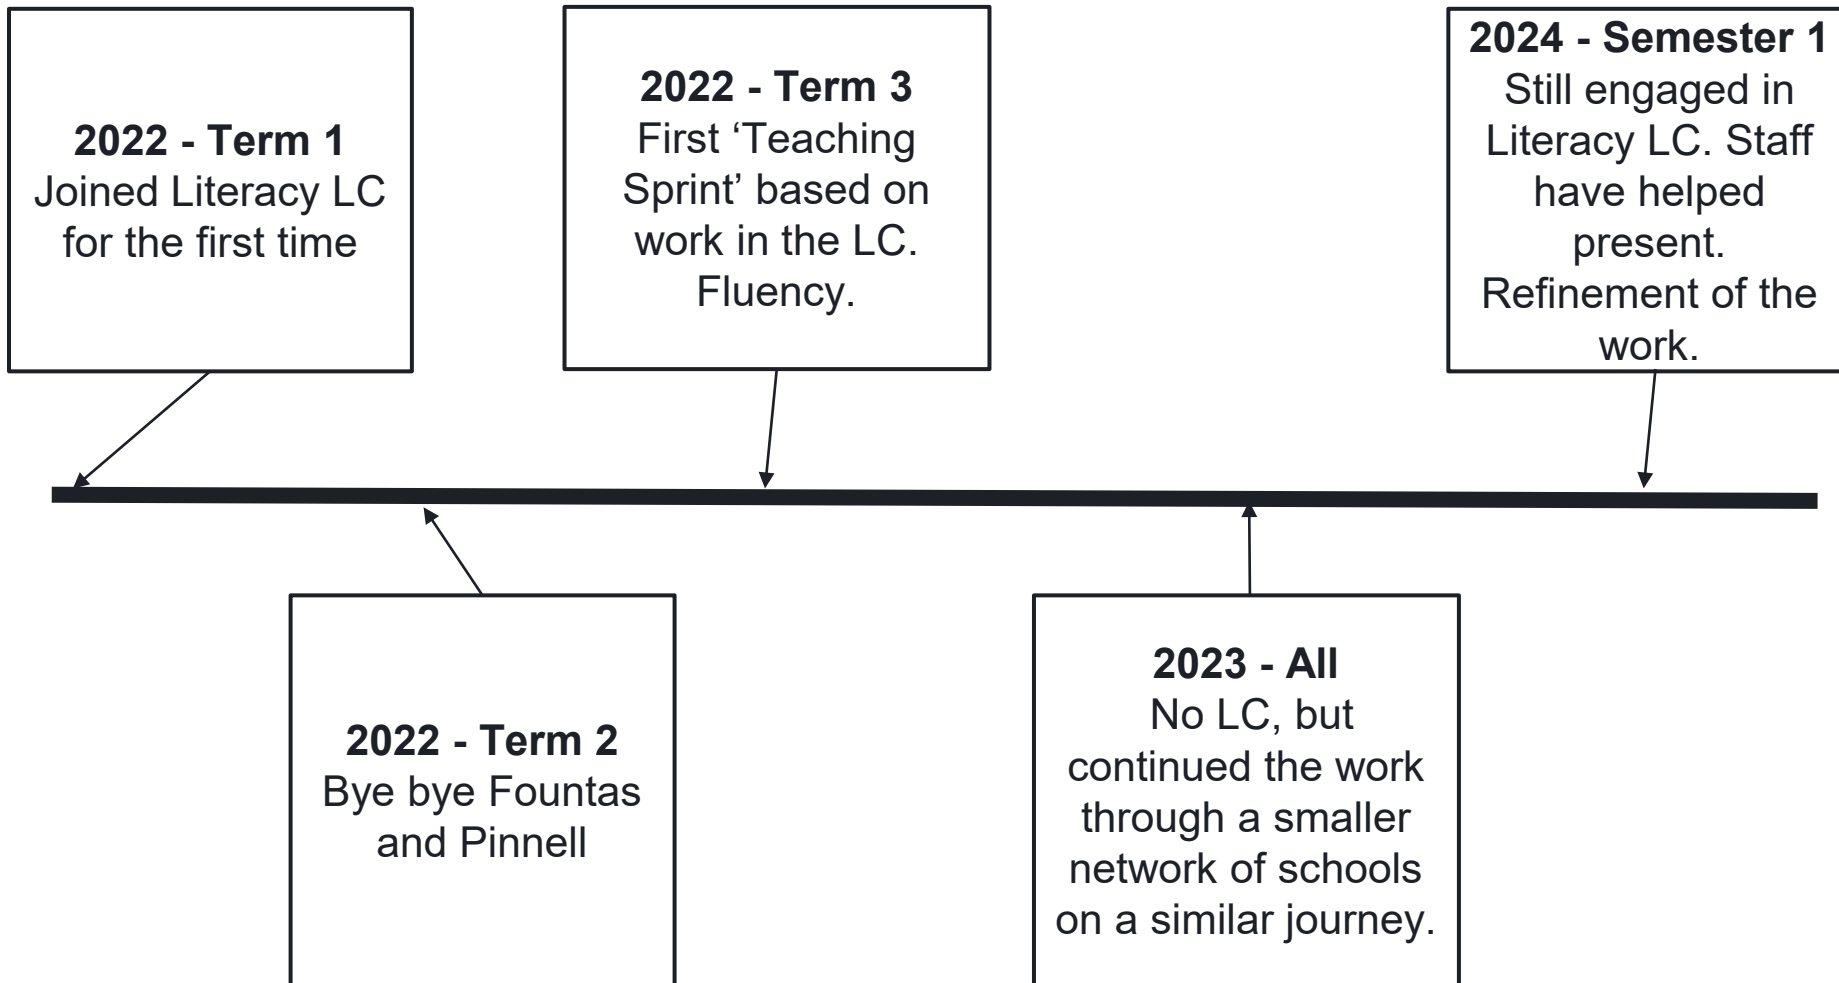 2022 - Term 1
Joined Literacy LC
for the first time
2022 - Term 3
First ‘Teaching
Sprint’ based on
work in the LC.
Fluency.
2024 - Semester 1
Still engaged in
Literacy LC. Staff
have helped
present.
Refinement of the
work.
2022 - Term 2
Bye bye Fountas
and Pinnell
2023 - All
No LC, but
continued the work
through a smaller
network of schools
on a similar journey.